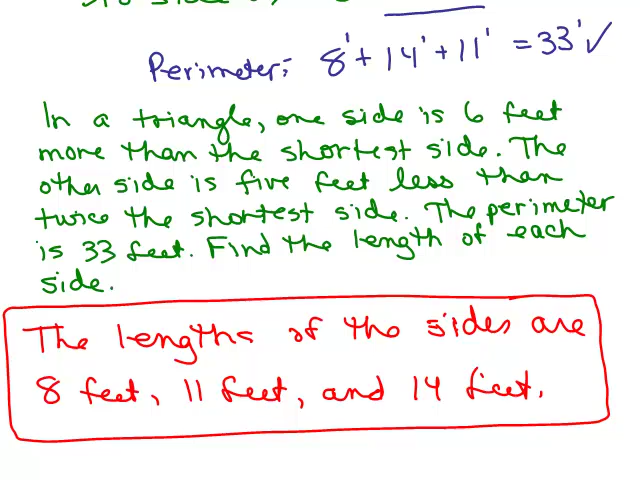 Perimeter: 8' + 14' + 11' = 33' ✓
In a triangle, one side is 6 feet
more than the shortest side. The
other side is five feet less than
twice the shortest side. The perimeter
is 33 feet. Find the length of each
side.
The lengths of the sides are
8 feet, 11 feet, and 14 feet.